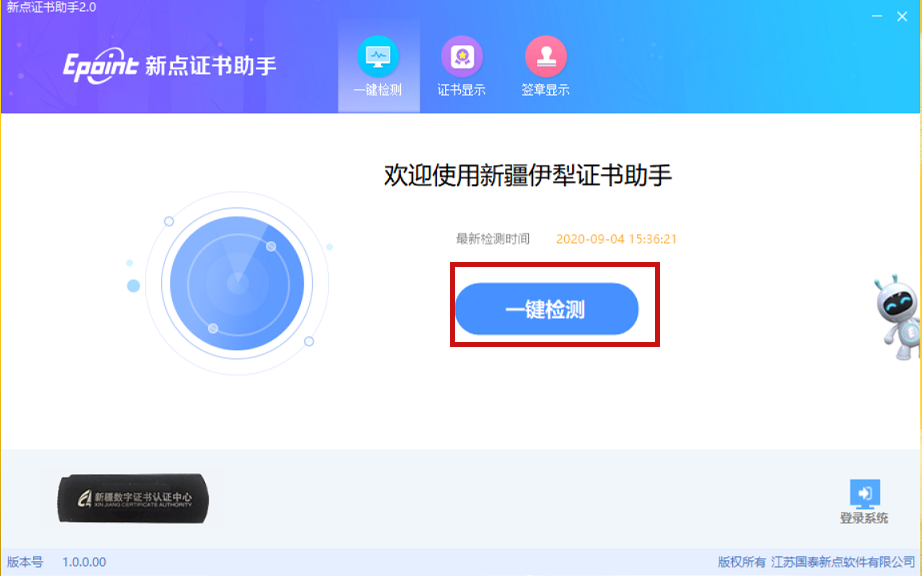 新点证书助手2.0
Epoint 新点证书助手
一键检测
证书显示
签章显示
欢迎使用新疆伊犁证书助手
最新检测时间 2020-09-04 15:36:21
一键检测
新疆数字证书认证中心
XIN JIANG CERTIFICATE AUTHORITY
登录系统
版本号 1.0.0.00
版权所有 江苏国泰新点软件有限公司